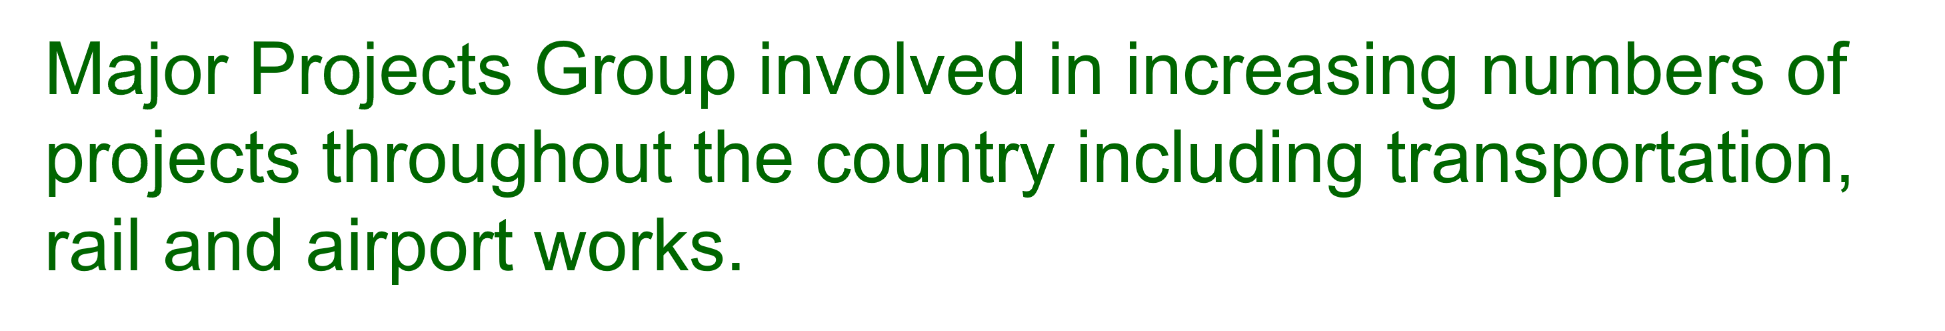 Major Projects Group involved in increasing numbers of
projects throughout the country including transportation,
rail and airport works.